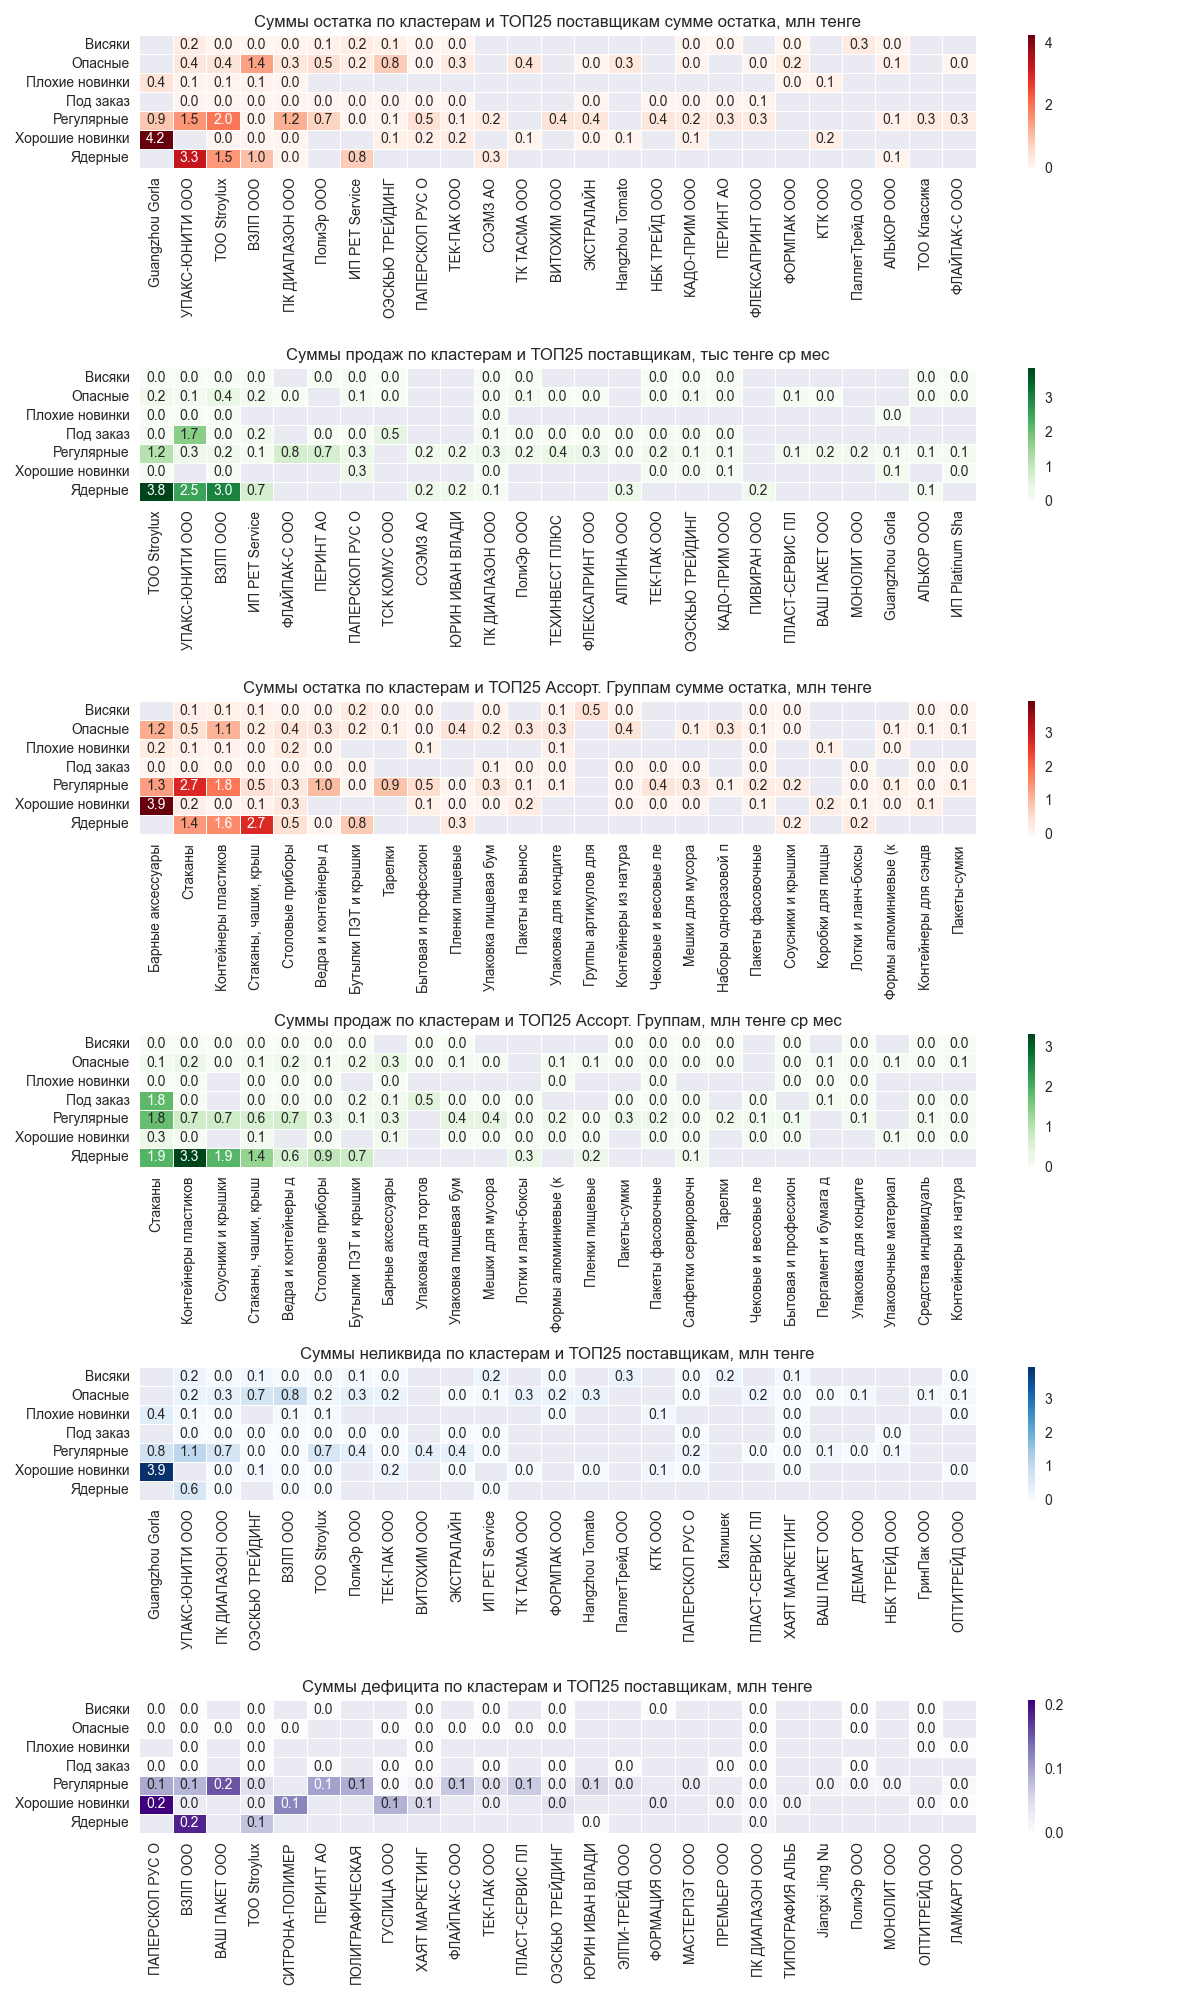 Суммы остатка по кластерам и ТОП25 поставщикам сумме остатка, млн тенге
Висяки 0.2 0.0 0.0 0.0 0.1 0.2 0.1 0.0 0.0 0.0 0.0 0.0 0.3 0.0
Опасные 0.4 0.4 1.4 0.3 0.5 0.2 0.8 0.0 0.3 0.4 0.0 0.3 0.0 0.0 0.2 0.1 0.0
Плохие новинки 0.4 0.1 0.1 0.1 0.0 0.0 0.1
Под заказ 0.0 0.0 0.0 0.0 0.0 0.0 0.0 0.0 0.0 0.0 0.0 0.0 0.0 0.1
Регулярные 0.9 1.5 2.0 0.0 1.2 0.7 0.0 0.1 0.5 0.1 0.2 0.4 0.4 0.4 0.2 0.3 0.3 0.1 0.3 0.3
Хорошие новинки 4.2 0.0 0.0 0.0 0.1 0.2 0.2 0.1 0.0 0.1 0.1 0.2
Ядерные 3.3 1.5 1.0 0.0 0.8 0.3 0.1
4
2
0
Guangzhou Gorla
УПАКС-ЮНИТИ ООО
ТОО Stroylux
ВЗЛП ООО
ПК ДИАПАЗОН ООО
ПолиЭр ООО
ИП PET Service
ОЭСКЬЮ ТРЕЙДИНГ
ПАПЕРСКОП РУС О
ТЕК-ПАК ООО
СОЭМЗ АО
ТК ТАСМА ООО
ВИТОХИМ ООО
ЭКСТРАЛАЙН
Hangzhou Tomato
НБК ТРЕЙД ООО
КАДО-ПРИМ ООО
ПЕРИНТ АО
ФЛЕКСАПРИНТ ООО
ФОРМПАК ООО
КТК ООО
ПаллетТрейд ООО
АЛЬКОР ООО
ТОО Классика
ФЛАЙПАК-С ООО
Суммы продаж по кластерам и ТОП25 поставщикам, тыс тенге ср мес
Висяки 0.0 0.0 0.0 0.0 0.0 0.0 0.0 0.0 0.0 0.0 0.0 0.0 0.0 0.0
Опасные 0.2 0.1 0.4 0.2 0.0 0.1 0.0 0.0 0.1 0.0 0.0 0.0 0.1 0.0 0.1 0.0 0.0 0.0
Плохие новинки 0.0 0.0 0.0 0.0 0.0
Под заказ 0.0 1.7 0.0 0.2 0.0 0.0 0.5 0.1 0.0 0.0 0.0 0.0 0.0 0.0 0.0
Регулярные 1.2 0.3 0.2 0.1 0.8 0.7 0.3 0.2 0.2 0.3 0.2 0.4 0.3 0.0 0.2 0.1 0.1 0.1 0.2 0.2 0.1 0.1 0.1
Хорошие новинки 0.0 0.0 0.3 0.0 0.0 0.0 0.1 0.1 0.0
Ядерные 3.8 2.5 3.0 0.7 0.2 0.2 0.1 0.3 0.2 0.1
3
2
1
0
ТОО Stroylux
УПАКС-ЮНИТИ ООО
ВЗЛП ООО
ИП PET Service
ФЛАЙПАК-С ООО
ПЕРИНТ АО
ПАПЕРСКОП РУС О
ТСК КОМУС ООО
СОЭМЗ АО
ЮРИН ИВАН ВЛАДИ
ПК ДИАПАЗОН ООО
ПолиЭр ООО
ТЕХИНВЕСТ ПЛЮС
ФЛЕКСАПРИНТ ООО
АЛПИНА ООО
ТЕК-ПАК ООО
ОЭСКЬЮ ТРЕЙДИНГ
КАДО-ПРИМ ООО
ПИВИРАН ООО
ПЛАСТ-СЕРВИС ПЛ
ВАШ ПАКЕТ ООО
МОНОЛИТ ООО
Guangzhou Gorla
АЛЬКОР ООО
ИП Platinum Sha
Суммы остатка по кластерам и ТОП25 Ассорт. Группам сумме остатка, млн тенге
Висяки 0.1 0.1 0.1 0.0 0.0 0.2 0.0 0.0 0.0 0.1 0.5 0.0 0.0 0.0 0.0 0.0
Опасные 1.2 0.5 1.1 0.2 0.4 0.3 0.2 0.1 0.0 0.4 0.2 0.3 0.3 0.4 0.1 0.3 0.1 0.0 0.1 0.1 0.1
Плохие новинки 0.2 0.1 0.1 0.0 0.2 0.0 0.1 0.1 0.0 0.1 0.0
Под заказ 0.0 0.0 0.0 0.0 0.0 0.0 0.0 0.1 0.0 0.0 0.0 0.0 0.0 0.0 0.0 0.0 0.0
Регулярные 1.3 2.7 1.8 0.5 0.3 1.0 0.0 0.9 0.5 0.0 0.3 0.1 0.1 0.0 0.4 0.3 0.1 0.2 0.2 0.0 0.1 0.0 0.1
Хорошие новинки 3.9 0.2 0.0 0.1 0.3 0.1 0.0 0.0 0.2 0.0 0.0 0.0 0.1 0.2 0.1 0.0 0.1
Ядерные 1.4 1.6 2.7 0.5 0.0 0.8 0.3 0.2 0.2
3
2
1
0
Барные аксессуары
Стаканы
Контейнеры пластиков
Стаканы, чашки, крыш
Столовые приборы
Ведра и контейнеры д
Бутылки ПЭТ и крышки
Тарелки
Бытовая и профессион
Пленки пищевые
Упаковка пищевая бум
Пакеты на вынос
Упаковка для кондите
Группы артикулов для
Контейнеры из натура
Чековые и весовые ле
Мешки для мусора
Наборы одноразовой п
Пакеты фасовочные
Соусники и крышки
Коробки для пиццы
Лотки и ланч-боксы
Формы алюминиевые (к
Контейнеры для сэндв
Пакеты-сумки
Суммы продаж по кластерам и ТОП25 Ассорт. Группам, млн тенге ср мес
Висяки 0.0 0.0 0.0 0.0 0.0 0.0 0.0 0.0 0.0 0.0 0.0 0.0 0.0 0.0 0.0 0.0 0.0
Опасные 0.1 0.2 0.0 0.1 0.2 0.1 0.2 0.3 0.0 0.1 0.0 0.1 0.1 0.0 0.0 0.0 0.0 0.0 0.1 0.0 0.1 0.0 0.1
Плохие новинки 0.0 0.0 0.0 0.0 0.0 0.0 0.0 0.0 0.0 0.0 0.0
Под заказ 1.8 0.0 0.0 0.0 0.0 0.2 0.1 0.5 0.0 0.0 0.0 0.0 0.0 0.0 0.0 0.0 0.1 0.0 0.0 0.0
Регулярные 1.8 0.7 0.7 0.6 0.7 0.3 0.1 0.3 0.4 0.4 0.0 0.2 0.0 0.3 0.2 0.0 0.2 0.1 0.1 0.1 0.1 0.0
Хорошие новинки 0.3 0.0 0.1 0.0 0.1 0.0 0.0 0.0 0.0 0.0 0.0 0.0 0.0 0.0 0.1 0.0 0.0
Ядерные 1.9 3.3 1.9 1.4 0.6 0.9 0.7 0.3 0.2 0.1
3
2
1
0
Стаканы
Контейнеры пластиков
Соусники и крышки
Стаканы, чашки, крыш
Ведра и контейнеры д
Столовые приборы
Бутылки ПЭТ и крышки
Барные аксессуары
Упаковка для тортов
Упаковка пищевая бум
Мешки для мусора
Лотки и ланч-боксы
Формы алюминиевые (к
Пленки пищевые
Пакеты-сумки
Пакеты фасовочные
Салфетки сервировочн
Тарелки
Чековые и весовые ле
Бытовая и профессион
Пергамент и бумага д
Упаковка для кондите
Упаковочные материал
Средства индивидуаль
Контейнеры из натура
Суммы неликвида по кластерам и ТОП25 поставщикам, млн тенге
Висяки 0.2 0.0 0.1 0.0 0.0 0.1 0.0 0.2 0.0 0.3 0.2 0.1 0.0
Опасные 0.2 0.3 0.7 0.8 0.2 0.3 0.2 0.0 0.1 0.3 0.2 0.3 0.0 0.2 0.0 0.0 0.1 0.1 0.1
Плохие новинки 0.4 0.1 0.0 0.1 0.1 0.0 0.1 0.0 0.0
Под заказ 0.0 0.0 0.0 0.0 0.0 0.0 0.0 0.0 0.0 0.0 0.0 0.0
Регулярные 0.8 1.1 0.7 0.0 0.0 0.7 0.4 0.0 0.4 0.4 0.0 0.2 0.0 0.0 0.1 0.0 0.1
Хорошие новинки 3.9 0.0 0.1 0.0 0.0 0.2 0.0 0.0 0.0 0.1 0.0 0.0 0.0
Ядерные 0.6 0.0 0.0 0.0
3
2
1
0
Guangzhou Gorla
УПАКС-ЮНИТИ ООО
ПК ДИАПАЗОН ООО
ОЭСКЬЮ ТРЕЙДИНГ
ВЗЛП ООО
ТОО Stroylux
ПолиЭр ООО
ТЕК-ПАК ООО
ВИТОХИМ ООО
ЭКСТРАЛАЙН
ИП PET Service
ТК ТАСМА ООО
ФОРМПАК ООО
Hangzhou Tomato
ПаллетТрейд ООО
КТК ООО
ПАПЕРСКОП РУС О
Излишек
ПЛАСТ-СЕРВИС ПЛ
ХАЯТ МАРКЕТИНГ
ВАШ ПАКЕТ ООО
ДЕМАРТ ООО
НБК ТРЕЙД ООО
ГринПак ООО
ОПТИТРЕЙД ООО
Суммы дефицита по кластерам и ТОП25 поставщикам, млн тенге
Висяки 0.0 0.0 0.0 0.0 0.0 0.0 0.0 0.0 0.0 0.0 0.0
Опасные 0.0 0.0 0.0 0.0 0.0 0.0 0.0 0.0 0.0 0.0 0.0 0.0 0.0 0.0
Плохие новинки 0.0 0.0 0.0 0.0 0.0 0.0
Под заказ 0.0 0.0 0.0 0.0 0.0 0.0 0.0 0.0 0.0 0.0 0.0 0.0
Регулярные 0.1 0.1 0.2 0.0 0.1 0.1 0.0 0.0 0.1 0.0 0.1 0.0 0.1 0.0 0.0 0.0 0.0 0.0 0.0 0.0
Хорошие новинки 0.2 0.0 0.0 0.1 0.1 0.1 0.0 0.0 0.0 0.0 0.0 0.0 0.0 0.0
Ядерные 0.2 0.1 0.0 0.0
0.2
0.1
0.0
ПАПЕРСКОП РУС О
ВЗЛП ООО
ВАШ ПАКЕТ ООО
ТОО Stroylux
СИТРОНА-ПОЛИМЕР
ПЕРИНТ АО
ПОЛИГРАФИЧЕСКАЯ
ГУСЛИЦА ООО
ХАЯТ МАРКЕТИНГ
ФЛАЙПАК-С ООО
ТЕК-ПАК ООО
ПЛАСТ-СЕРВИС ПЛ
ОЭСКЬЮ ТРЕЙДИНГ
ЮРИН ИВАН ВЛАДИ
ЭЛПИ-ТРЕЙД ООО
ФОРМАЦИЯ ООО
МАСТЕРПЭТ ООО
ПРЕМЬЕР ООО
ПК ДИАПАЗОН ООО
ТИПОГРАФИЯ АЛЬБ
Jiangxi Jing Nu
ПолиЭр ООО
МОНОЛИТ ООО
ОПТИТРЕЙД ООО
ЛАМКАРТ ООО